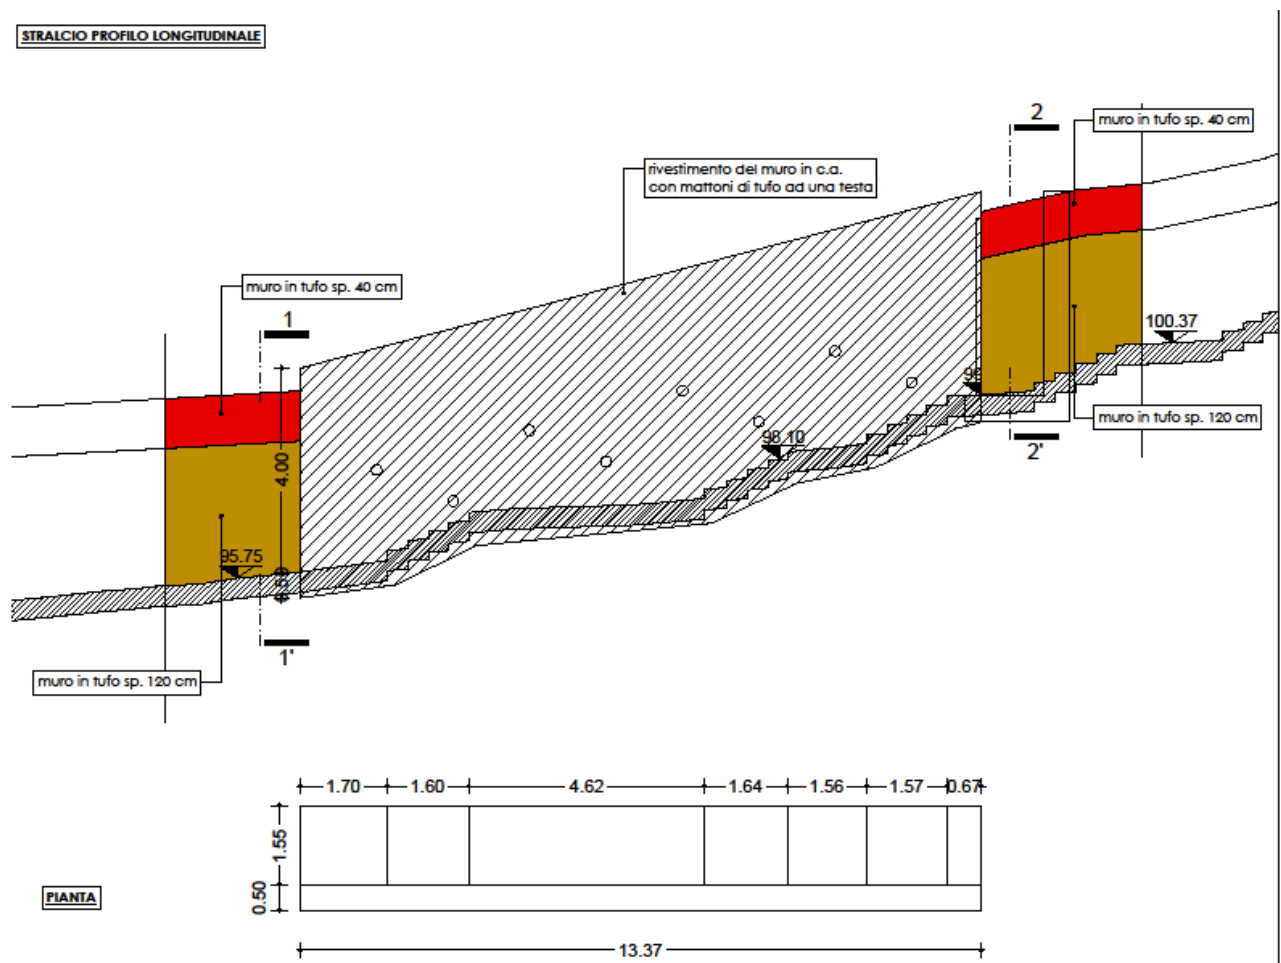 STRALCIO PROFILO LONGITUDINALE
2
muro in tufo sp. 40 cm
rivestimento del muro in c.a.
con mattoni di tufo ad una testa
muro in tufo sp. 40 cm
1
100.37
98.10
muro in tufo sp. 120 cm
2'
4.00
95.75
1'
muro in tufo sp. 120 cm
1.70 1.60 4.62 1.64 1.56 1.57 0.67
1.55
0.50
PIANTA
13.37